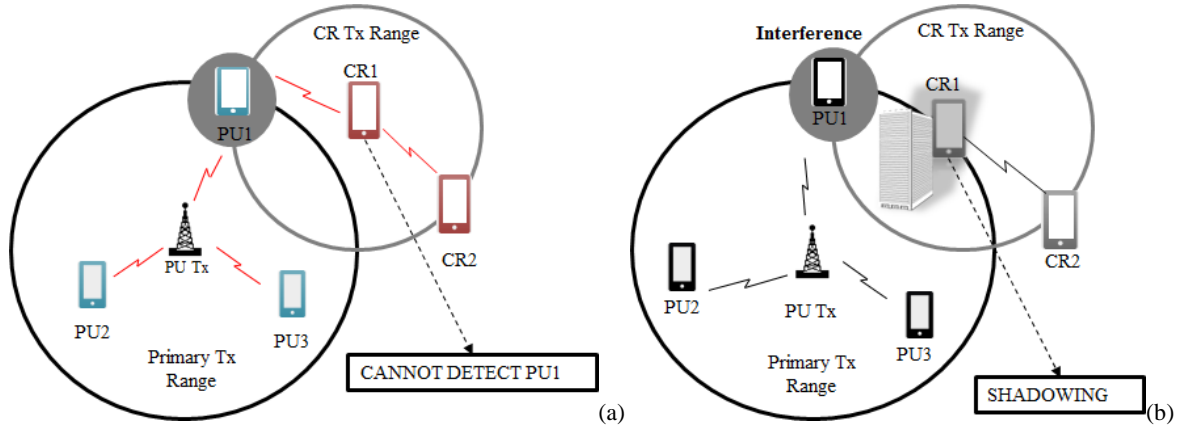 CR Tx Range
CR1
PU1
CR2
PU Tx
PU2
PU3
Primary Tx
Range
CANNOT DETECT PU1
(a)
Interference
CR Tx Range
CR1
PU1
CR2
PU2
PU Tx
PU3
Primary Tx
Range
SHADOWING
(b)